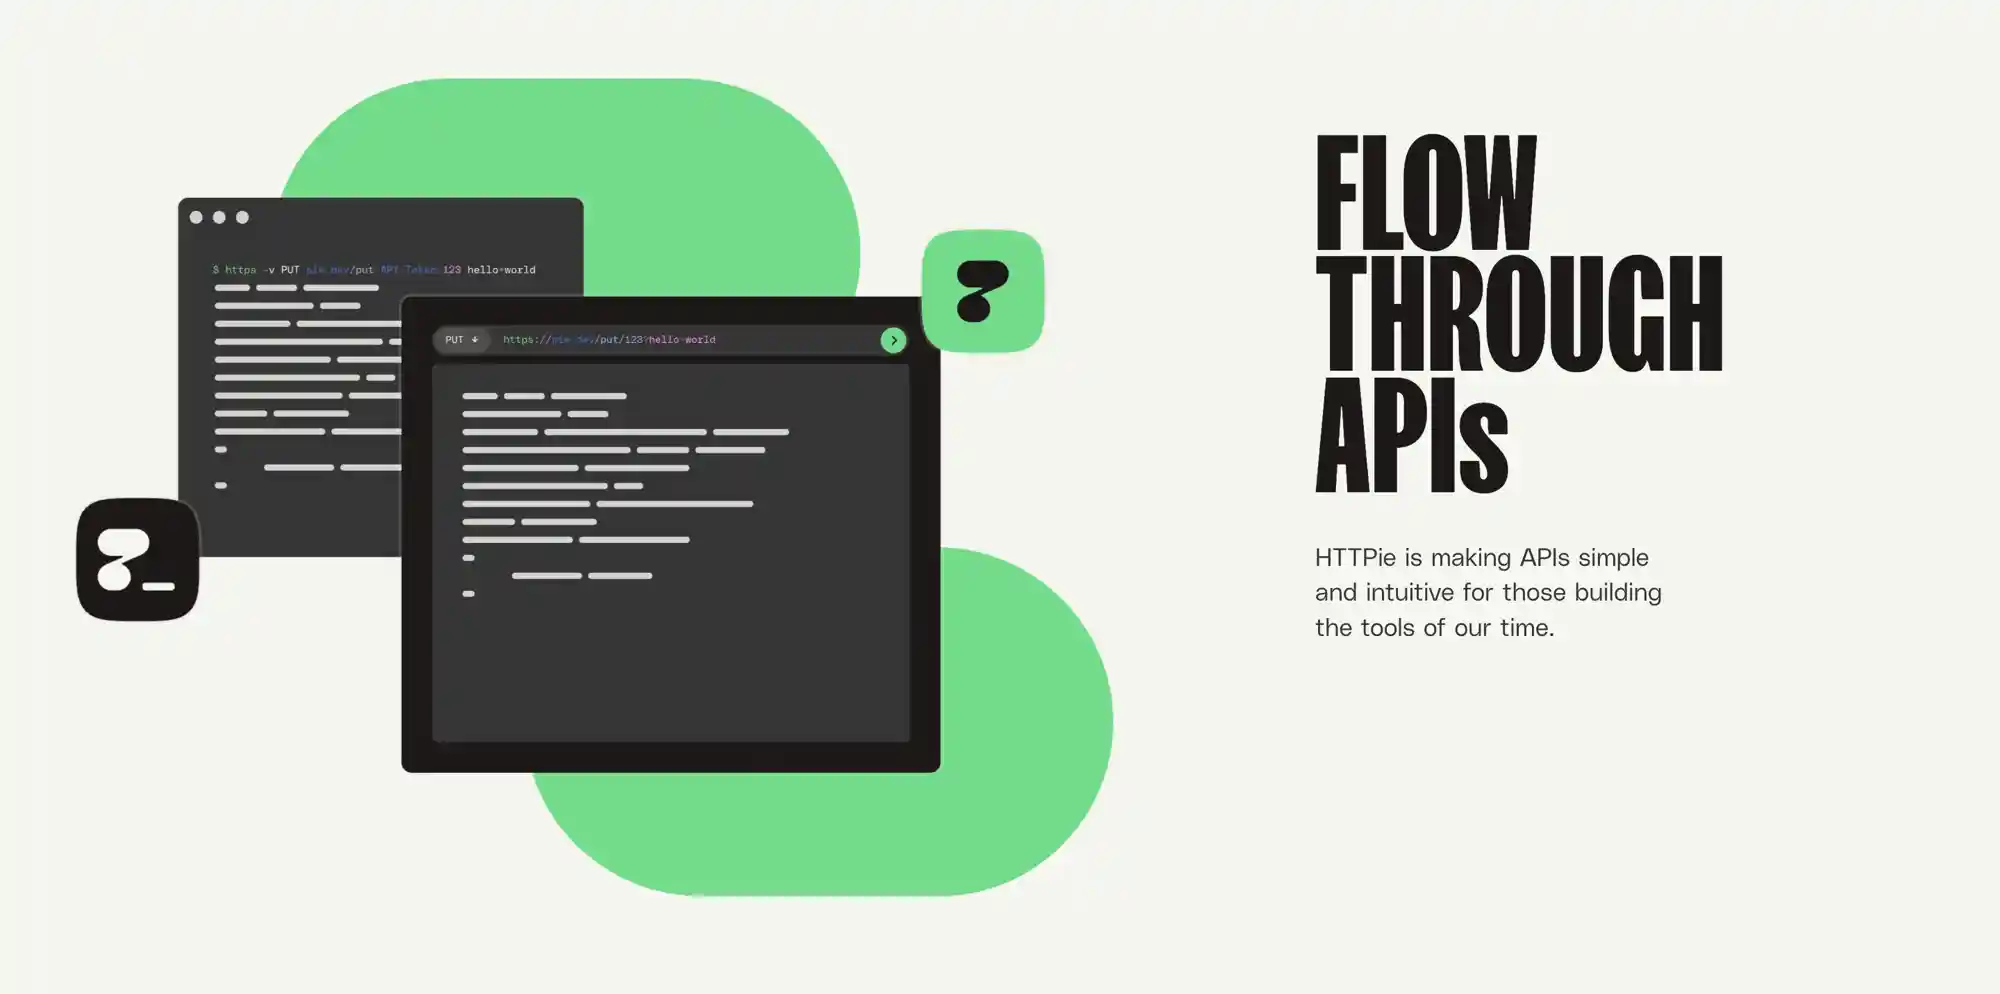 $ https -v PUT pie.dev/put API-Token:123 hello=world
PUT ↓ https://pie.dev/put/123?hello=world
FLOW
THROUGH
APIs
HTTPie is making APIs simple
and intuitive for those building
the tools of our time.